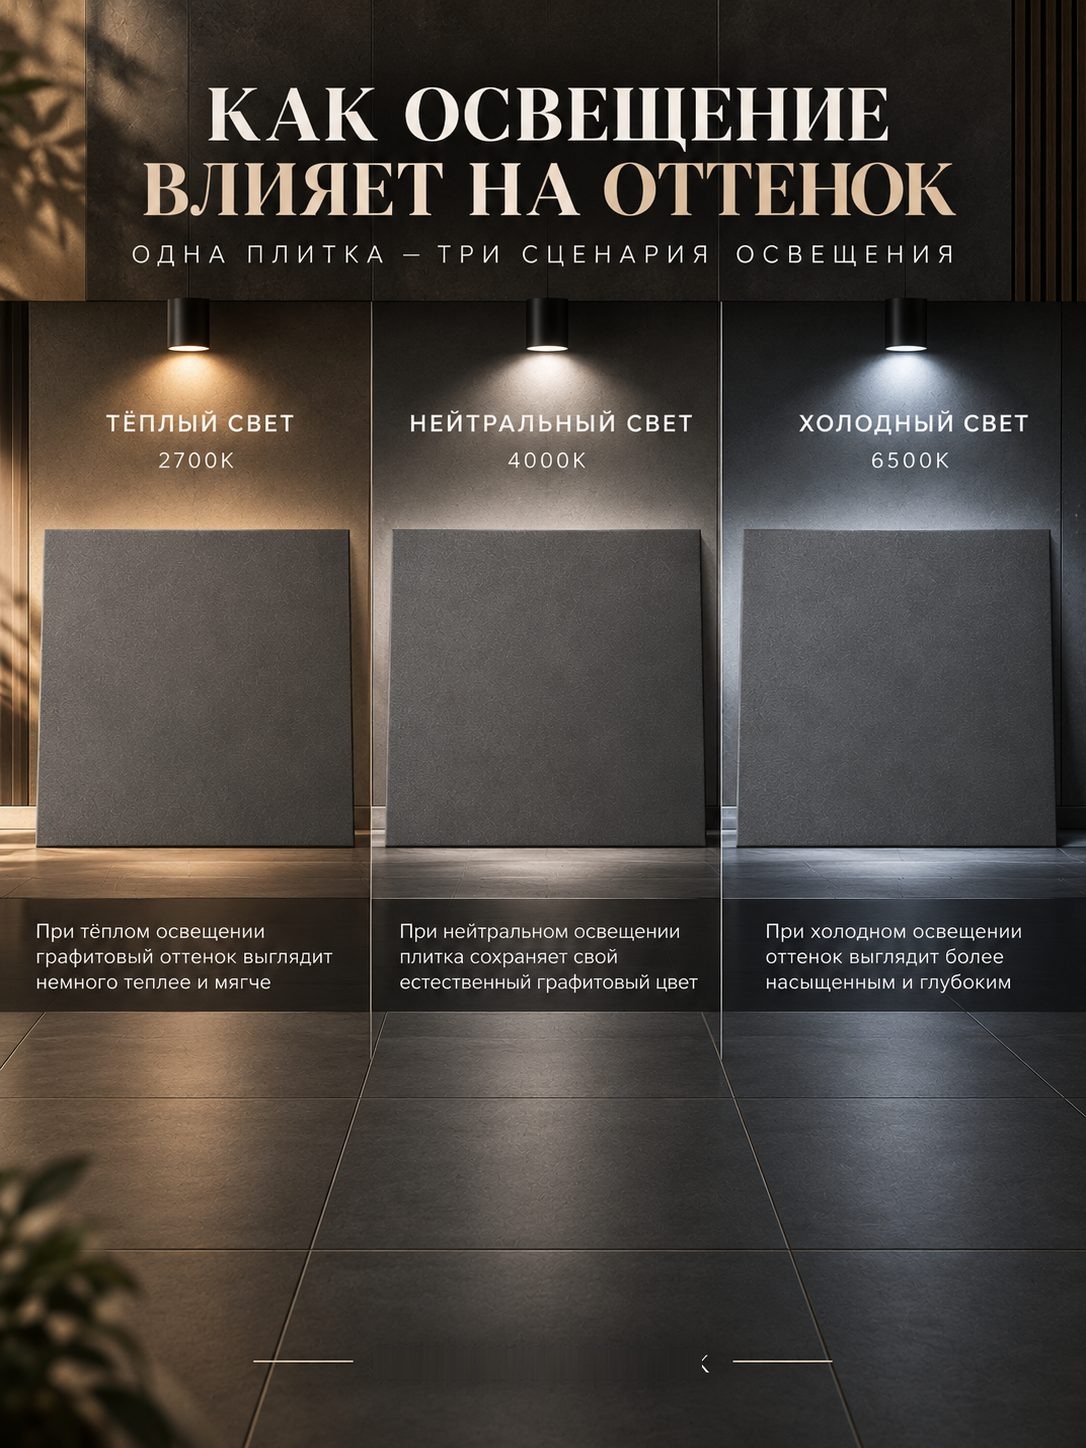 КАК ОСВЕЩЕНИЕ
ВЛИЯЕТ НА ОТТЕНОК
ОДНА ПЛИТКА — ТРИ СЦЕНАРИЯ ОСВЕЩЕНИЯ
ТЁПЛЫЙ СВЕТ
2700K
НЕЙТРАЛЬНЫЙ СВЕТ
4000K
ХОЛОДНЫЙ СВЕТ
6500K
При тёплом освещении
графитовый оттенок выглядит
немного теплее и мягче
При нейтральном освещении
плитка сохраняет свой
естественный графитовый цвет
При холодном освещении
оттенок выглядит более
насыщенным и глубоким